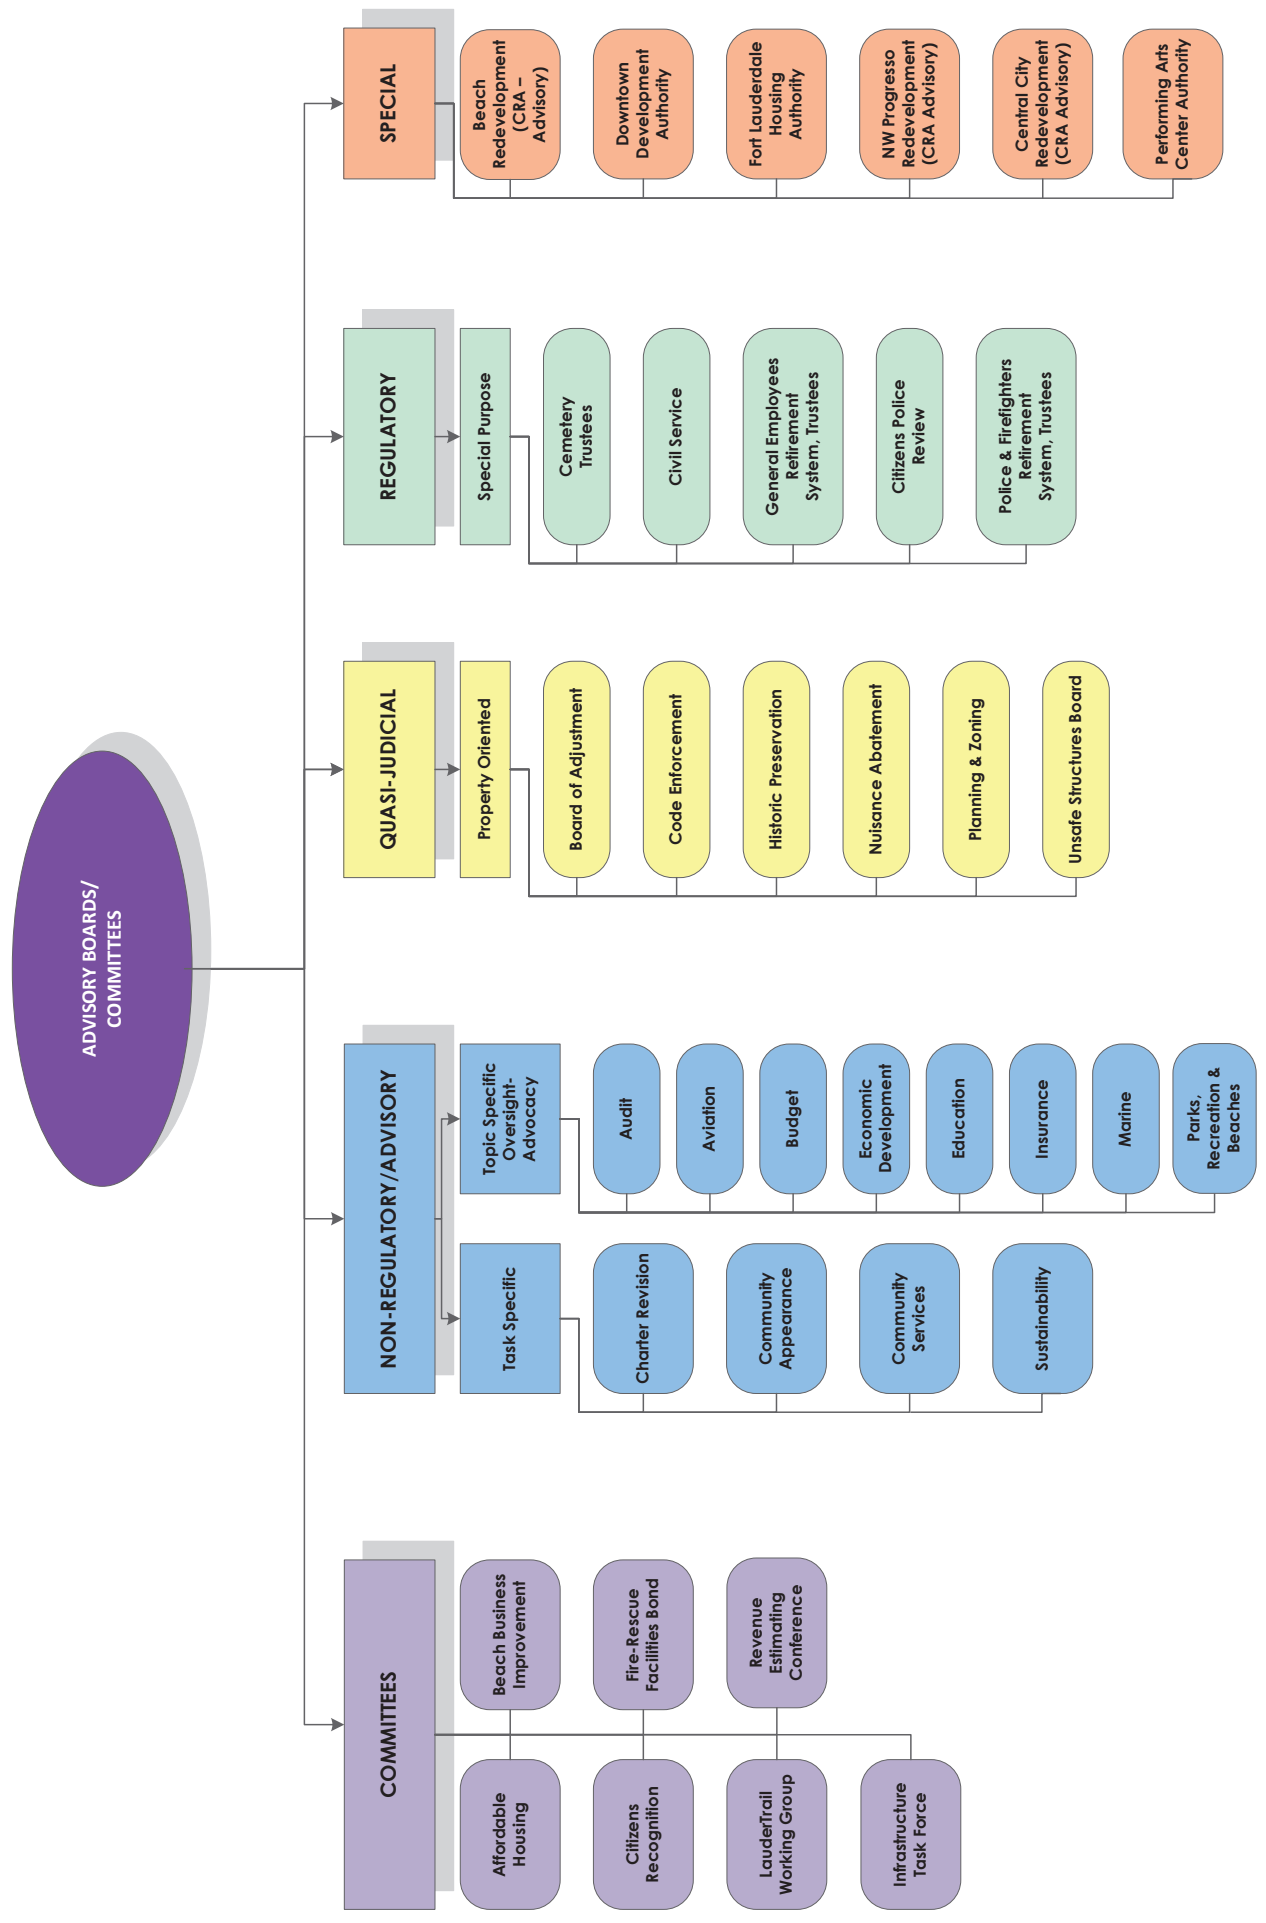 ADVISORY BOARDS/
COMMITTEES
COMMITTEES
Affordable
Housing
Beach Business
Improvement
Citizens
Recognition
Fire-Rescue
Facilities Bond
LauderTrail
Working Group
Revenue
Estimating
Conference
Infrastructure
Task Force
NON-REGULATORY/ADVISORY
Task Specific
Charter Revision
Community
Appearance
Community
Services
Sustainability
Topic Specific
Oversight-
Advocacy
Audit
Aviation
Budget
Economic
Development
Education
Insurance
Marine
Parks,
Recreation &
Beaches
QUASI-JUDICIAL
Property Oriented
Board of Adjustment
Code Enforcement
Historic Preservation
Nuisance Abatement
Planning & Zoning
Unsafe Structures Board
REGULATORY
Special Purpose
Cemetery
Trustees
Civil Service
General Employees
Retirement
System, Trustees
Citizens Police
Review
Police & Firefighters
Retirement
System, Trustees
SPECIAL
Beach
Redevelopment
(CRA –
Advisory)
Downtown
Development
Authority
Fort Lauderdale
Housing
Authority
NW Progresso
Redevelopment
(CRA Advisory)
Central City
Redevelopment
(CRA Advisory)
Performing Arts
Center Authority